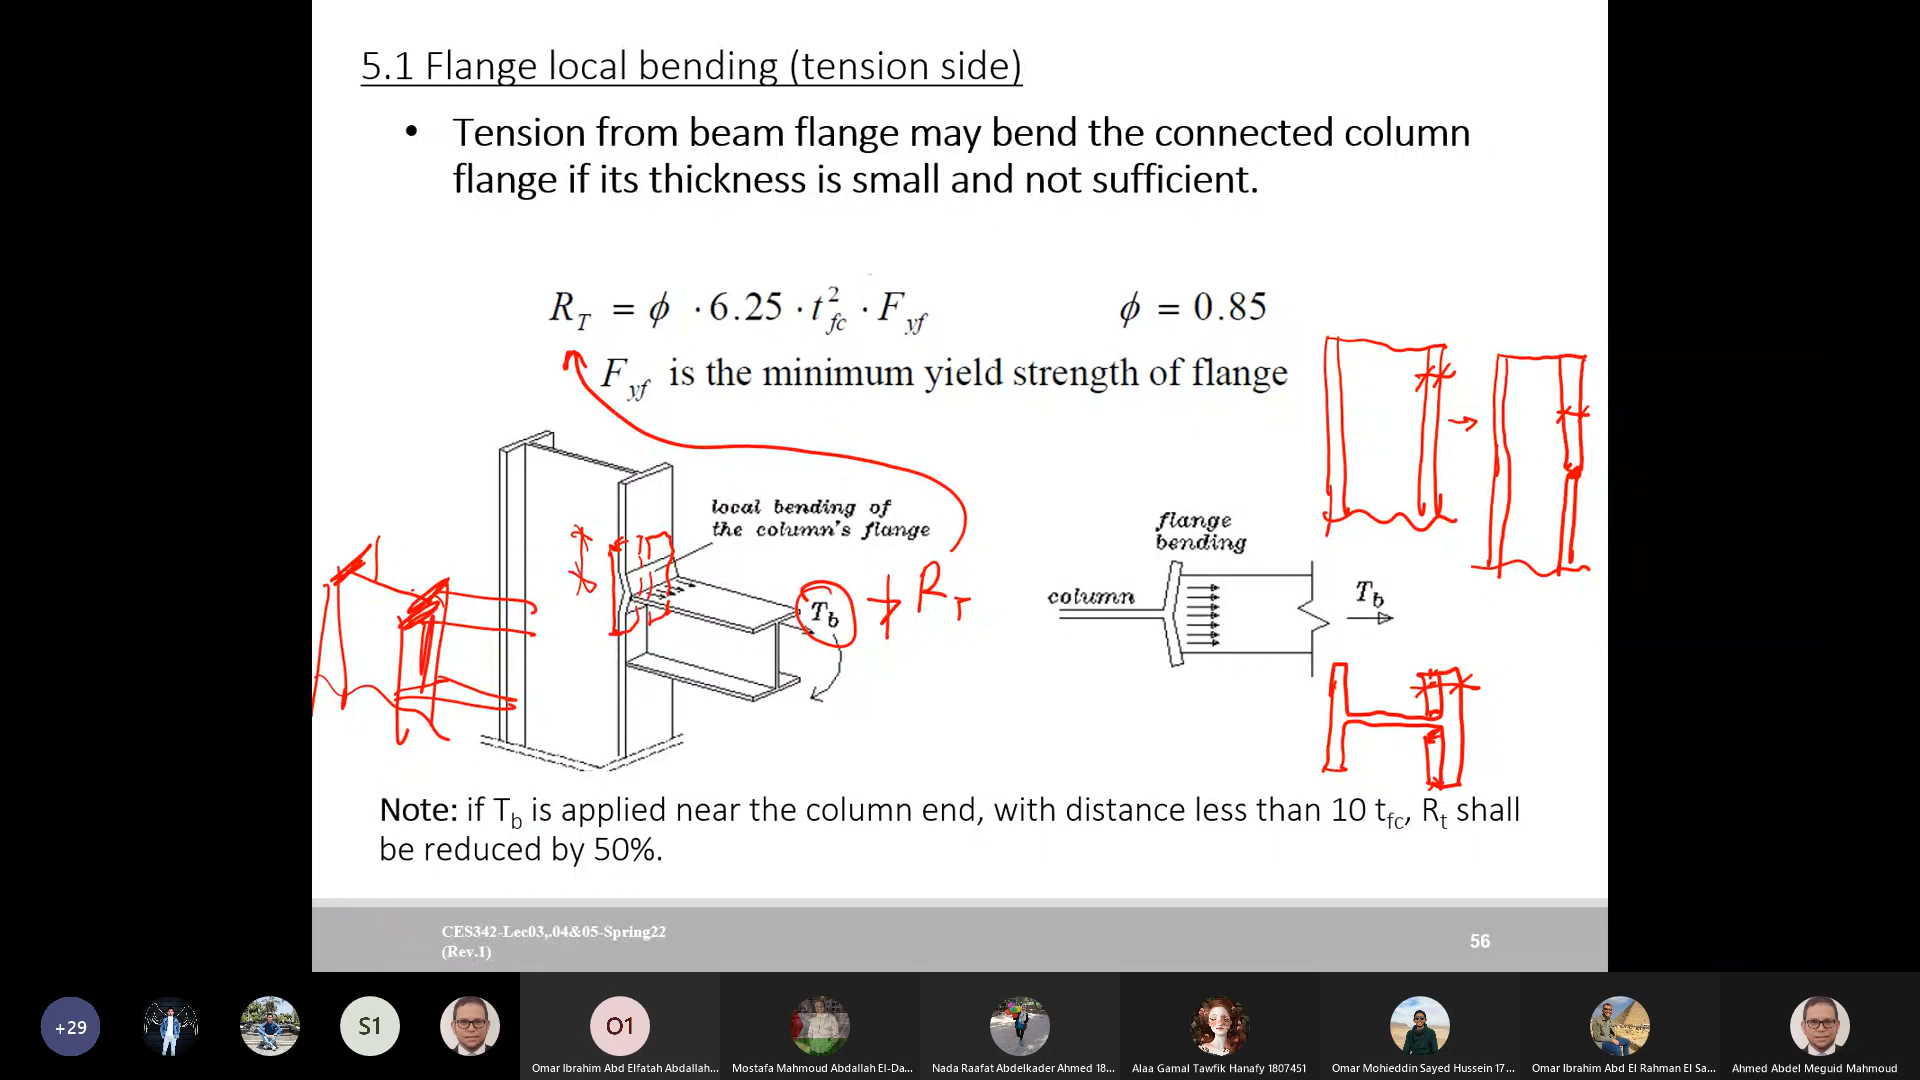 5.1 Flange local bending (tension side)
• Tension from beam flange may bend the connected column
flange if its thickness is small and not sufficient.
R_T = ϕ · 6.25 · t_fc^2 · F_yf ϕ = 0.85
F_yf is the minimum yield strength of flange
local bending of
the column's flange
flange
bending
column
T_b
T_b
R_T
Note: if T_b is applied near the column end, with distance less than 10 t_fc, R_t shall
be reduced by 50%.
CES342-Lec03,.04&05-Spring22
(Rev.1)
56
+29
S1
O1
Omar Ibrahim Abd Elfatah Abdallah...
Mostafa Mahmoud Abdallah El-Da...
Nada Raafat Abdelkader Ahmed 18...
Alaa Gamal Tawfik Hanafy 1807451
Omar Mohieddin Sayed Hussein 17...
Omar Ibrahim Abd El Rahman El Sa...
Ahmed Abdel Meguid Mahmoud